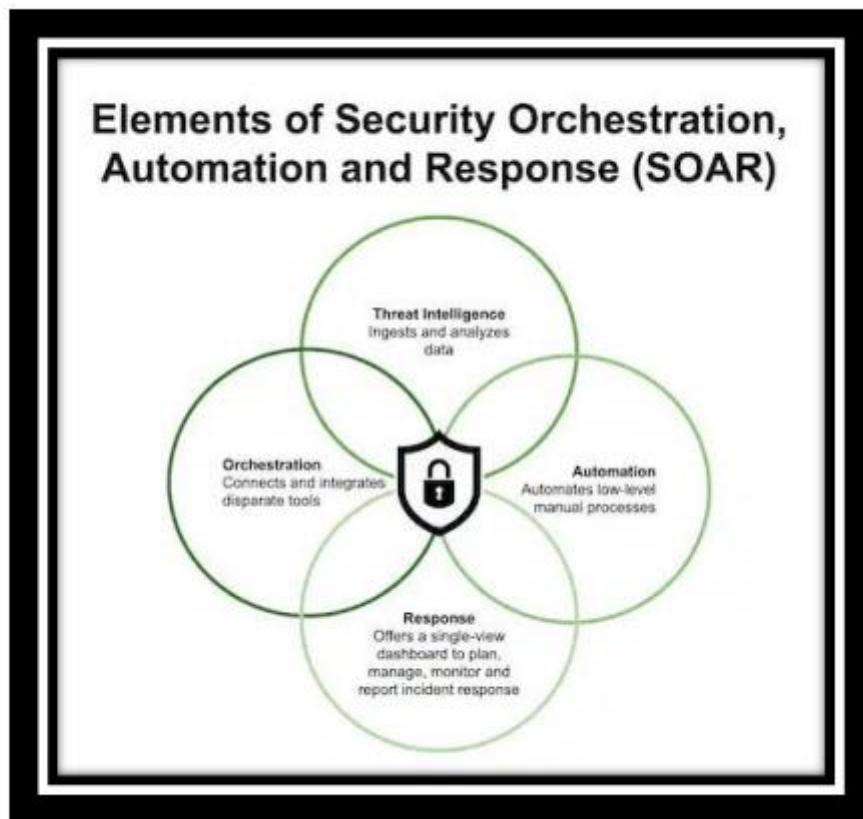 Elements of Security Orchestration,
Automation and Response (SOAR)
Threat Intelligence
Ingests and analyzes
data
Orchestration
Connects and integrates
disparate tools
Automation
Automates low-level
manual processes
Response
Offers a single-view
dashboard to plan,
manage, monitor and
report incident response